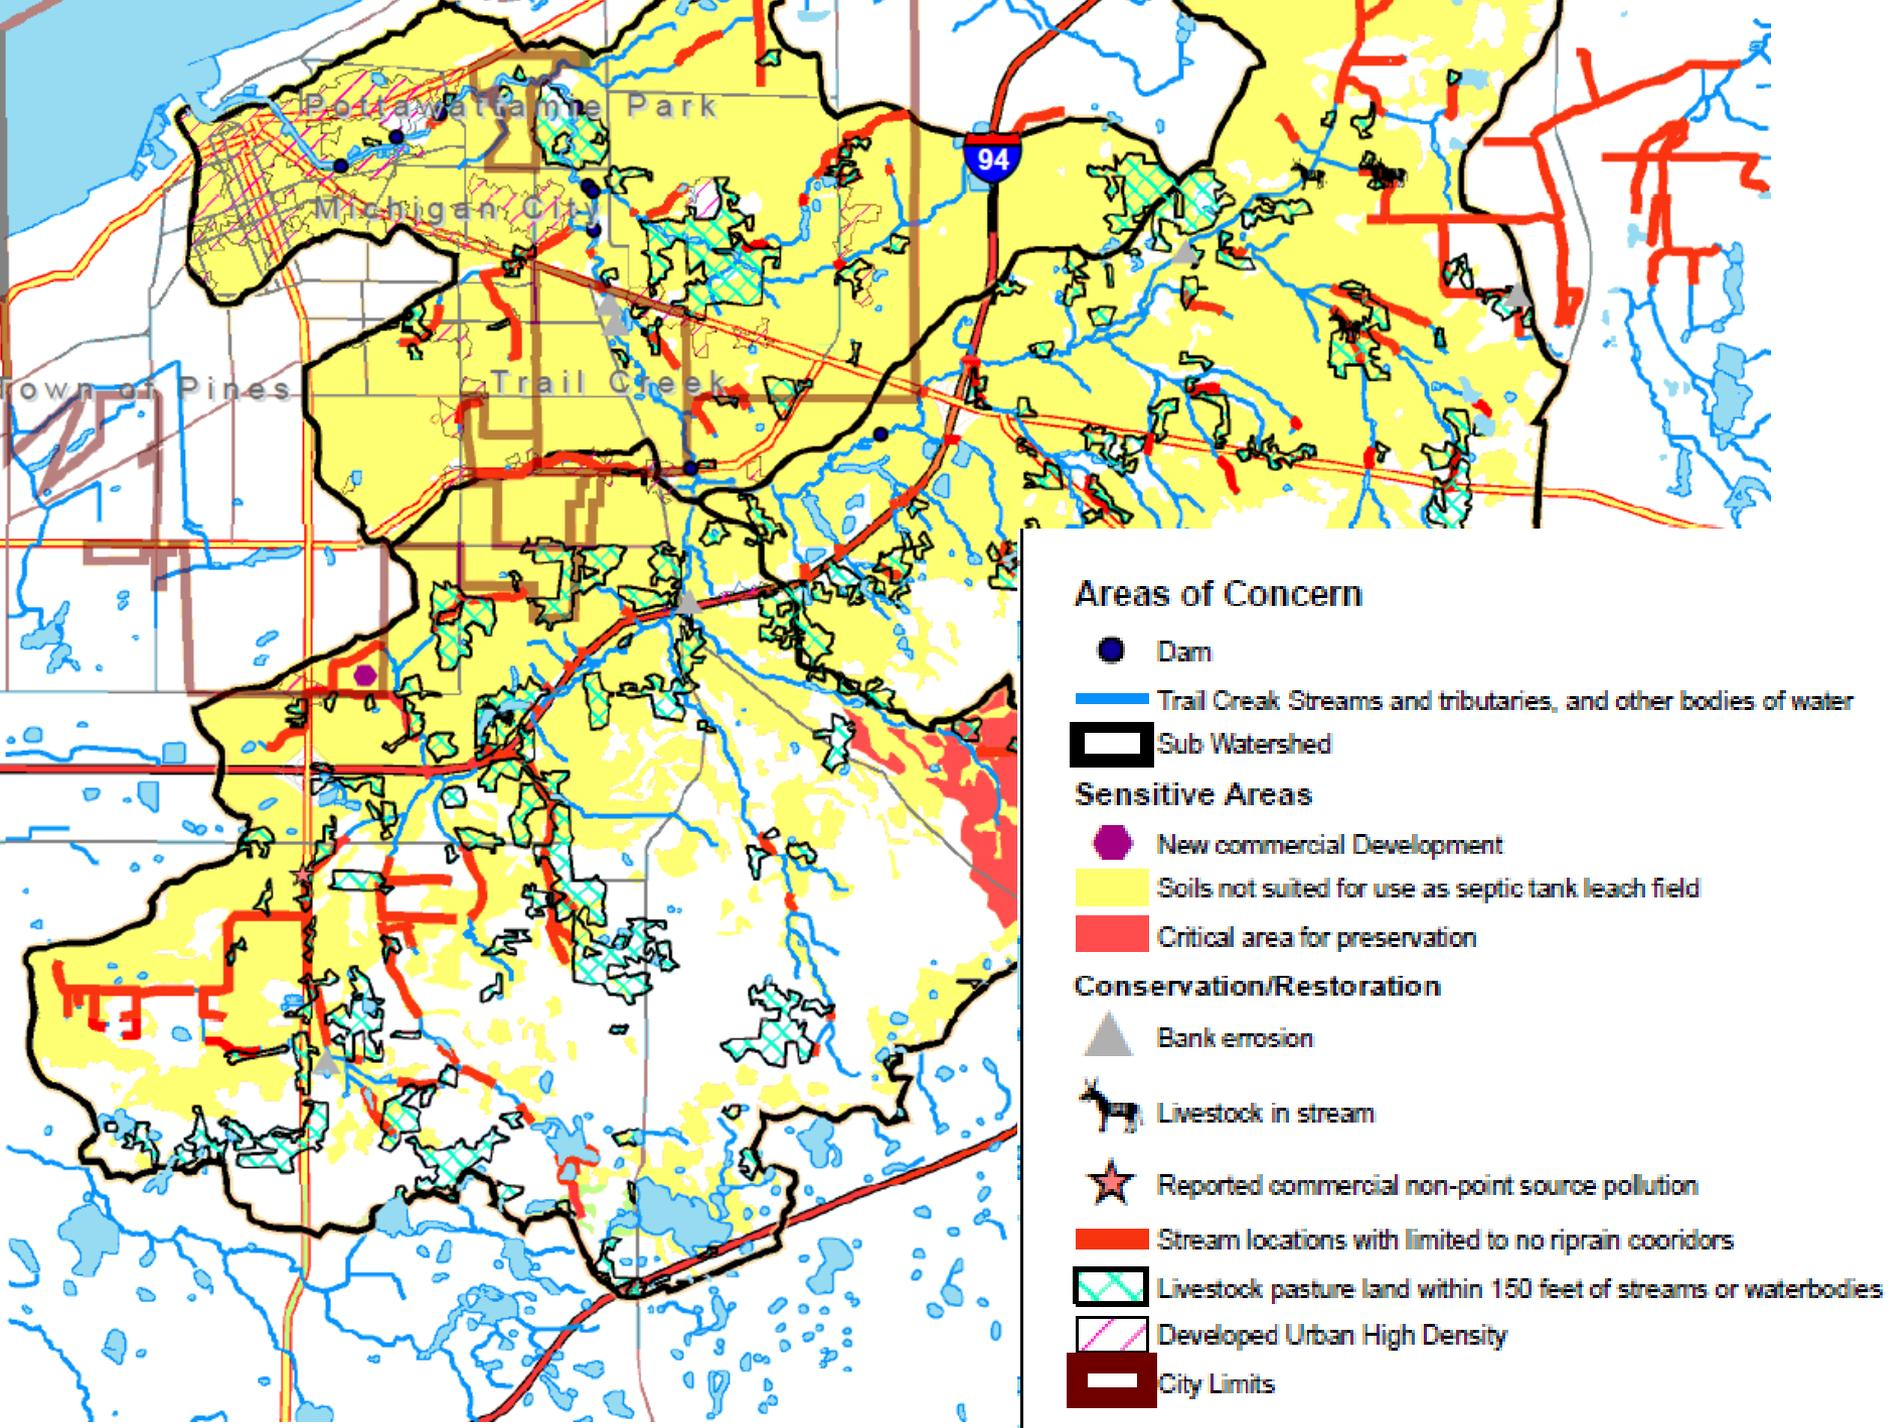 Pottawattamie Park
94
Michigan City
Town of Pines
Trail Creek
Areas of Concern
Dam
Trail Creak Streams and tributaries, and other bodies of water
Sub Watershed
Sensitive Areas
New commercial Development
Soils not suited for use as septic tank leach field
Critical area for preservation
Conservation/Restoration
Bank errosion
Livestock in stream
Reported commercial non-point source pollution
Stream locations with limited to no riprain cooridors
Livestock pasture land within 150 feet of streams or waterbodies
Developed Urban High Density
City Limits